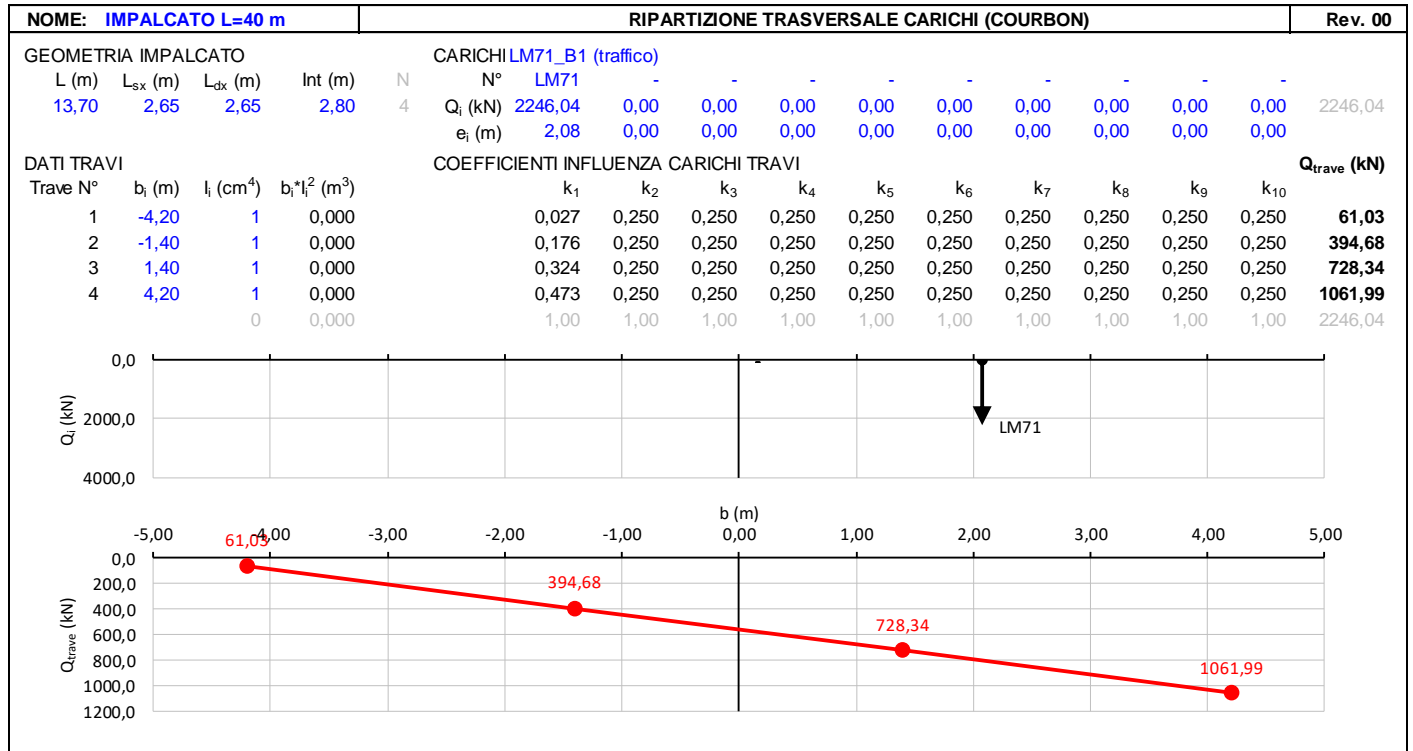 NOME: IMPALCATO L=40 m RIPARTIZIONE TRASVERSALE CARICHI (COURBON) Rev. 00
GEOMETRIA IMPALCATO CARICHI LM71_B1 (traffico)
L (m) Lsx (m) Ldx (m) Int (m) N N° LM71 - - - - - - - - -
13,70 2,65 2,65 2,80 4 Qi (kN) 2246,04 0,00 0,00 0,00 0,00 0,00 0,00 0,00 0,00 0,00 2246,04
ei (m) 2,08 0,00 0,00 0,00 0,00 0,00 0,00 0,00 0,00 0,00
DATI TRAVI COEFFICIENTI INFLUENZA CARICHI TRAVI Qtrave (kN)
Trave N° bi (m) Ii (cm4) bi*Ii2 (m3) k1 k2 k3 k4 k5 k6 k7 k8 k9 k10
1 -4,20 1 0,000 0,027 0,250 0,250 0,250 0,250 0,250 0,250 0,250 0,250 0,250 61,03
2 -1,40 1 0,000 0,176 0,250 0,250 0,250 0,250 0,250 0,250 0,250 0,250 0,250 394,68
3 1,40 1 0,000 0,324 0,250 0,250 0,250 0,250 0,250 0,250 0,250 0,250 0,250 728,34
4 4,20 1 0,000 0,473 0,250 0,250 0,250 0,250 0,250 0,250 0,250 0,250 0,250 1061,99
0 0,000 1,00 1,00 1,00 1,00 1,00 1,00 1,00 1,00 1,00 1,00 2246,04
0,0
2000,0
4000,0
Qi (kN)
LM71
b (m)
-5,00 -4,00 -3,00 -2,00 -1,00 0,00 1,00 2,00 3,00 4,00 5,00
0,0
200,0
400,0
600,0
800,0
1000,0
1200,0
Qtrave (kN)
61,03
394,68
728,34
1061,99